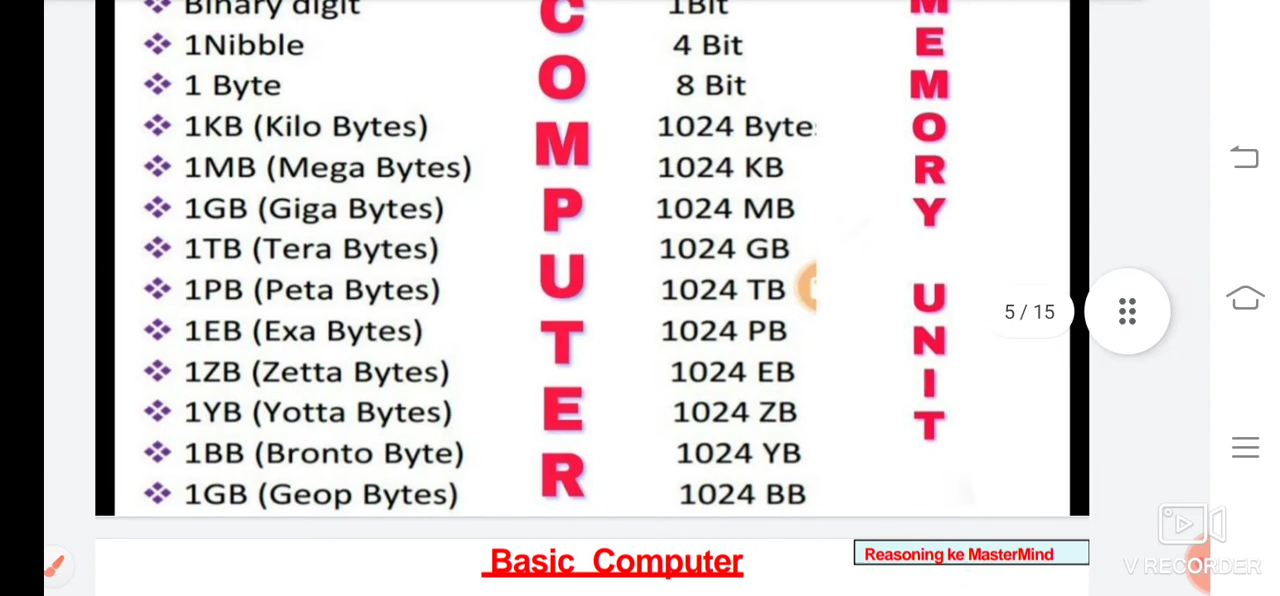 Binary digit 1Bit
1Nibble 4 Bit
1 Byte 8 Bit
1KB (Kilo Bytes) 1024 Byte
1MB (Mega Bytes) 1024 KB
1GB (Giga Bytes) 1024 MB
1TB (Tera Bytes) 1024 GB
1PB (Peta Bytes) 1024 TB
1EB (Exa Bytes) 1024 PB
1ZB (Zetta Bytes) 1024 EB
1YB (Yotta Bytes) 1024 ZB
1BB (Bronto Byte) 1024 YB
1GB (Geop Bytes) 1024 BB
COMPUTER
MEMORY UNIT
5 / 15
Basic Computer
Reasoning ke MasterMind
V RECORDER